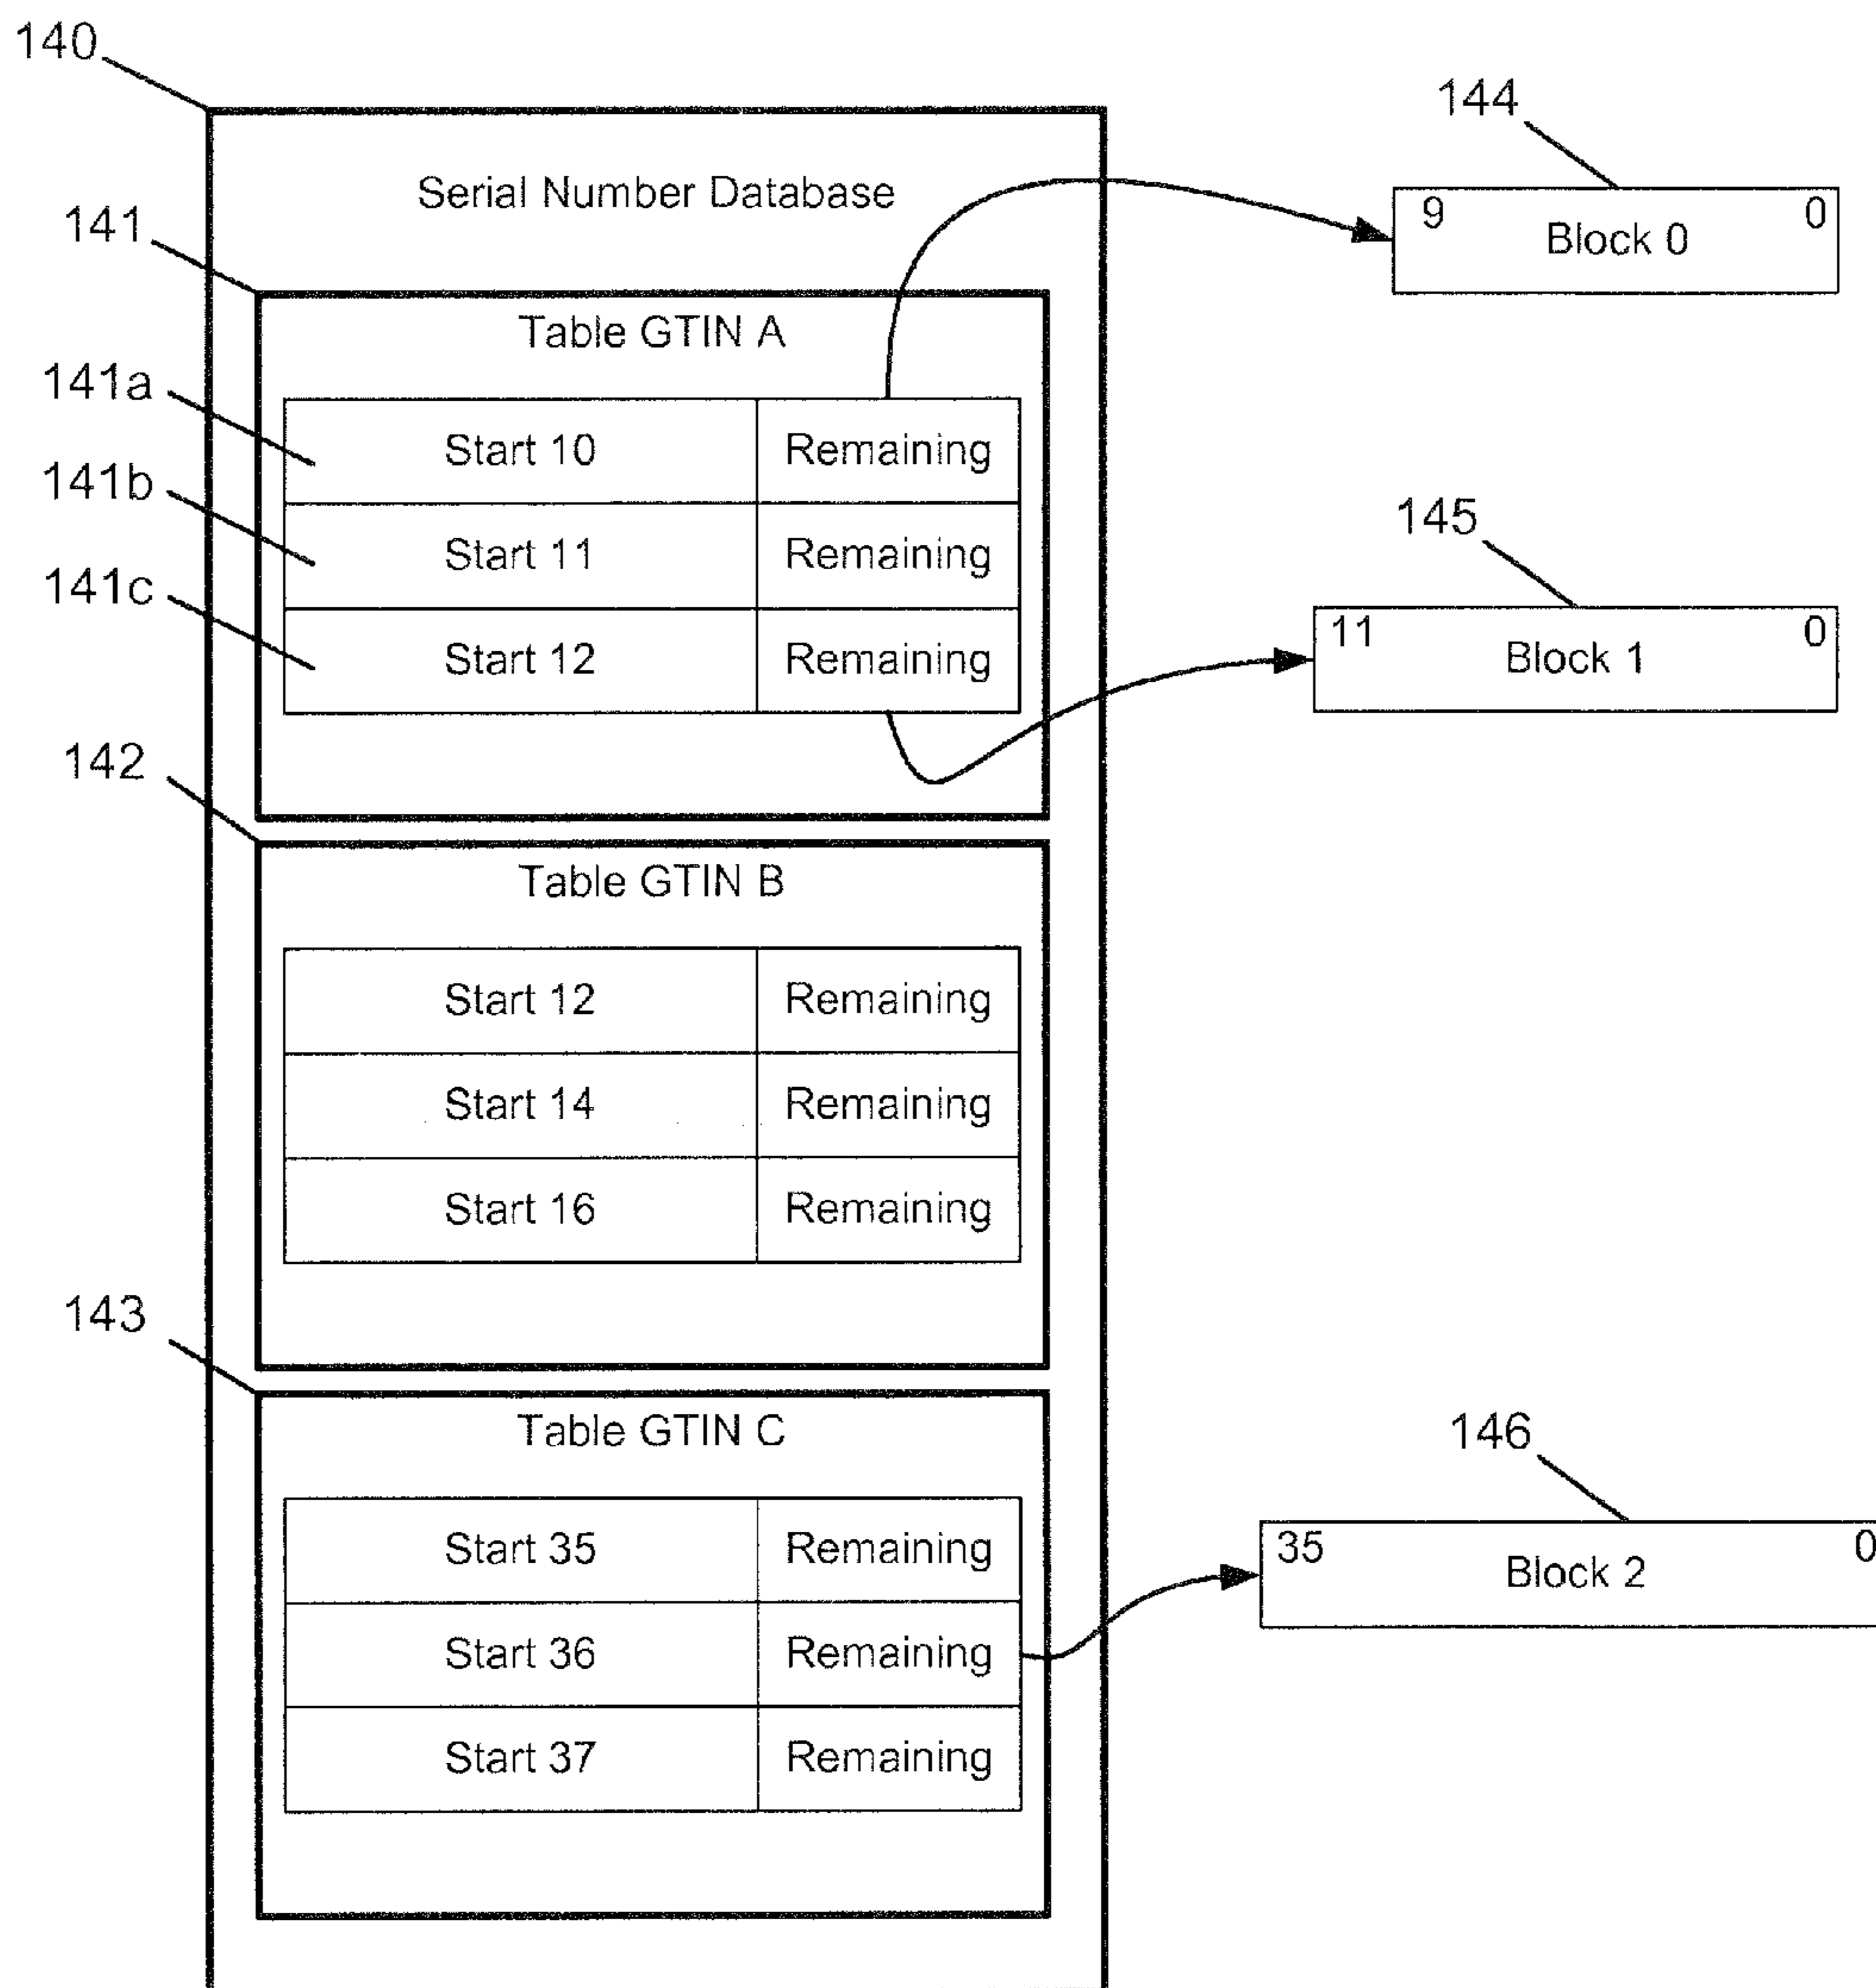 140
Serial Number Database
144
9 Block 0 0
141
Table GTIN A
141a
Start 10 Remaining
141b
Start 11 Remaining
145
141c
Start 12 Remaining
11 Block 1 0
142
Table GTIN B
Start 12 Remaining
Start 14 Remaining
Start 16 Remaining
143
Table GTIN C
146
Start 35 Remaining
35 Block 2 0
Start 36 Remaining
Start 37 Remaining